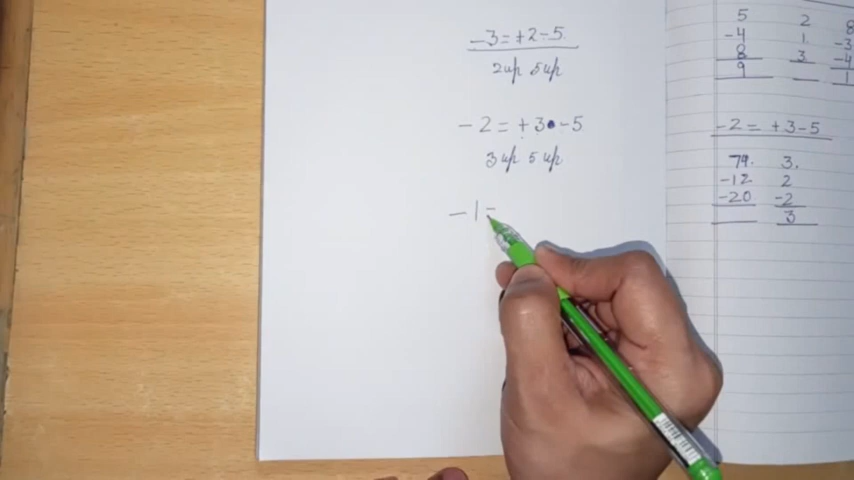 -3=+2-5
2up 5up
-2=+3-5
3up 5up
-1=
5 2 8
-4 1 -3
8 3 -4
9 1
-2=+3-5
79. 3.
-12 2
-20 -2
3